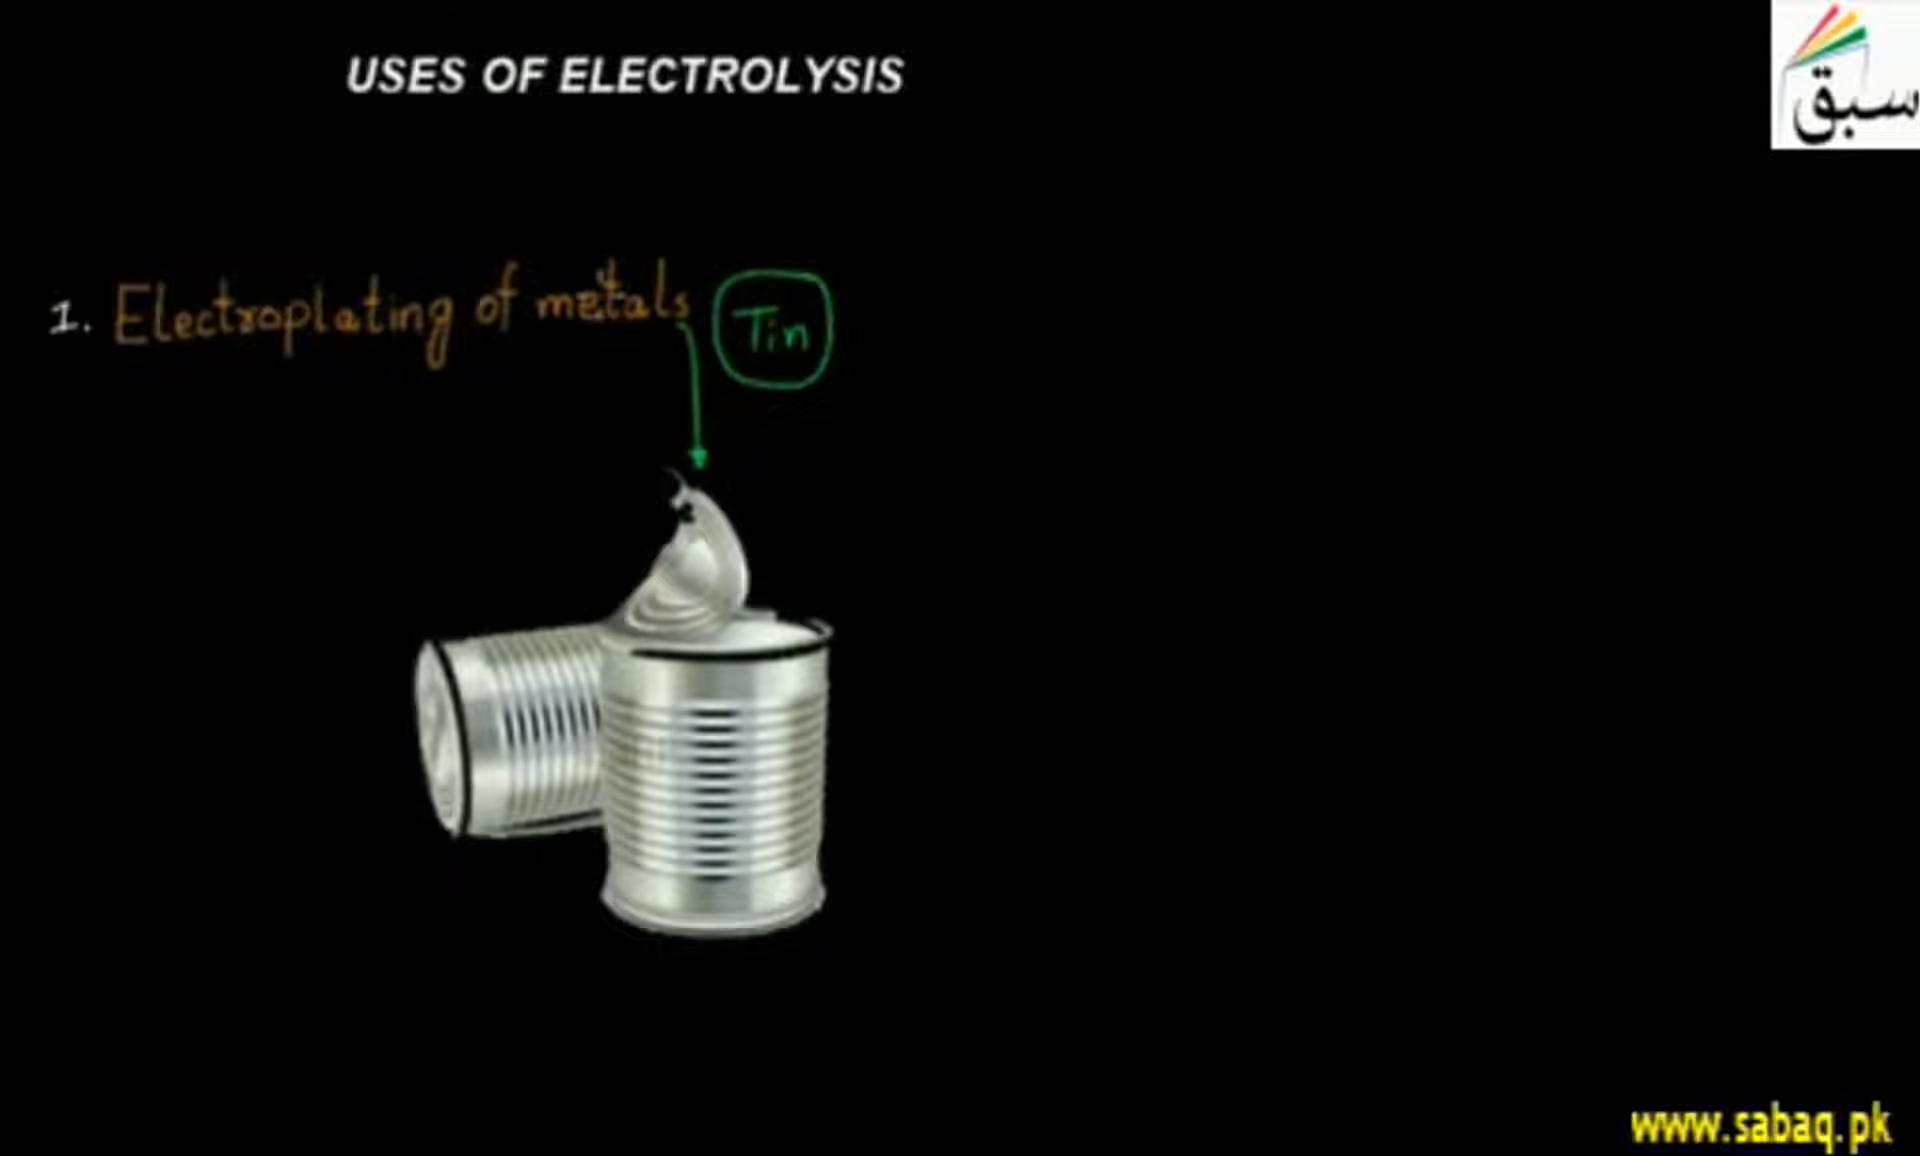 USES OF ELECTROLYSIS
سبق
1. Electroplating of metals
Tin
www.sabaq.pk